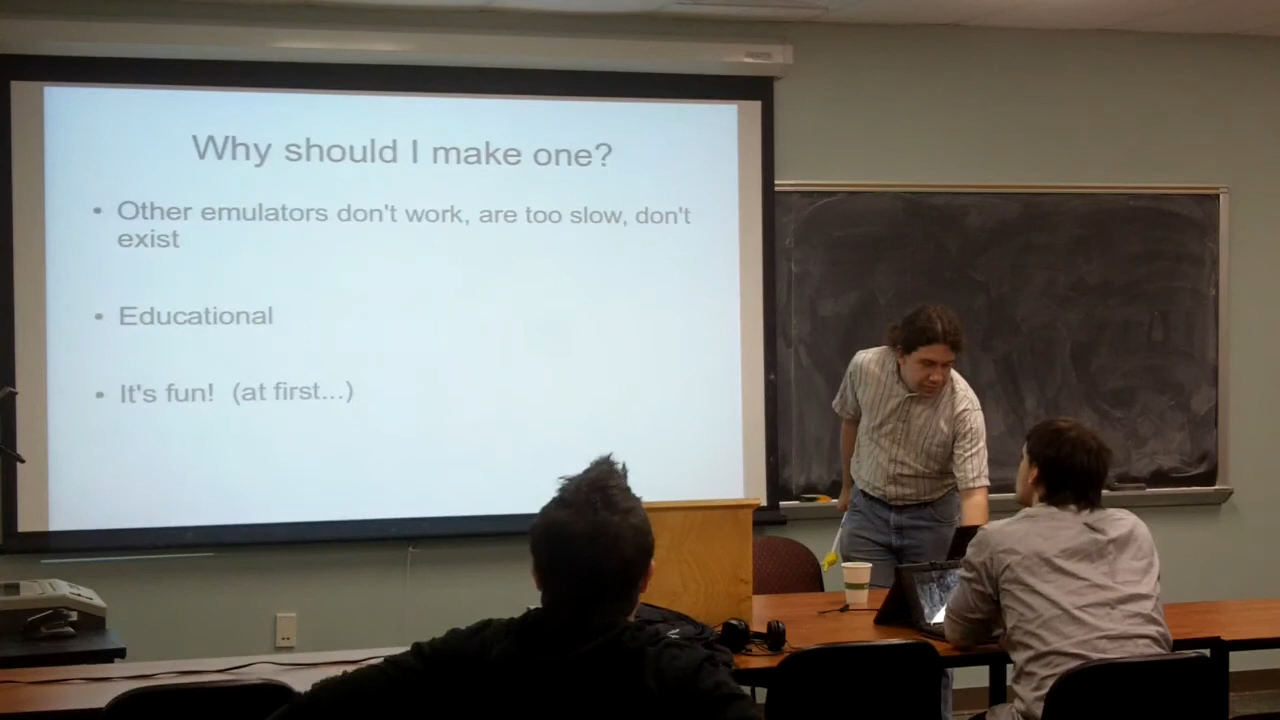 Why should I make one?
• Other emulators don't work, are too slow, don't
exist
• Educational
• It's fun! (at first...)